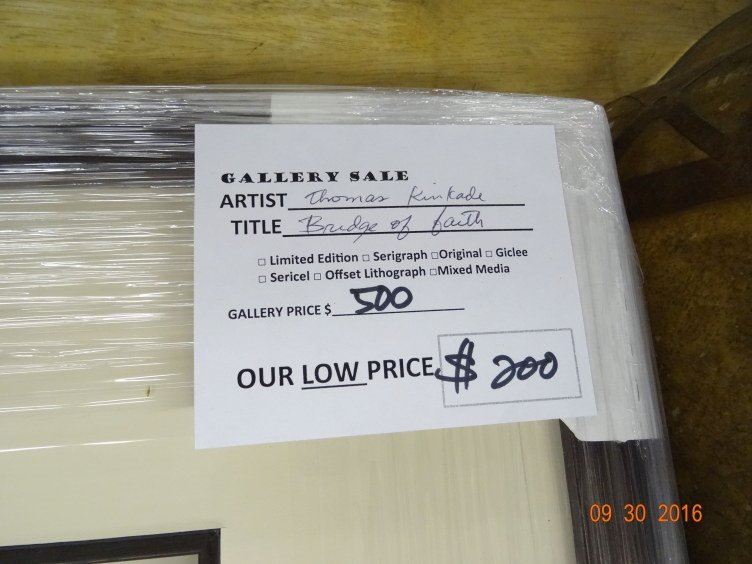 GALLERY SALE
ARTIST Thomas Kinkade
TITLE Bridge of faith
□ Limited Edition □ Serigraph □Original □ Giclee
□ Sericel □ Offset Lithograph □Mixed Media
GALLERY PRICE $ 500
OUR LOW PRICE $ 200
09 30 2016